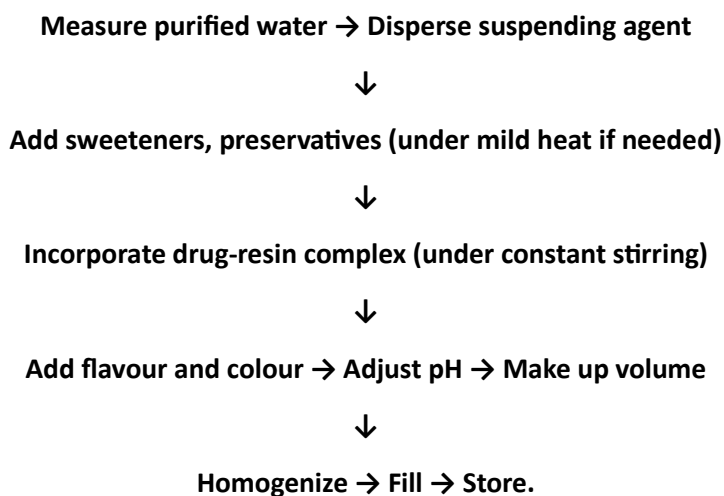 Measure purified water → Disperse suspending agent
↓
Add sweeteners, preservatives (under mild heat if needed)
↓
Incorporate drug-resin complex (under constant stirring)
↓
Add flavour and colour → Adjust pH → Make up volume
↓
Homogenize → Fill → Store.